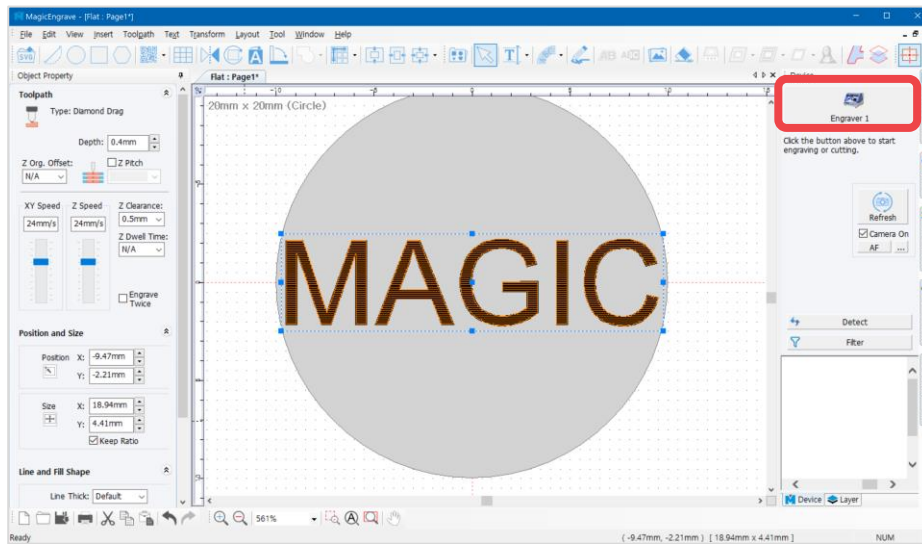 MagicEngrave - [Flat : Page1*]
File Edit View Insert Toolpath Text Transform Layout Tool Window Help
Object Property
Flat : Page1*
Toolpath
Type: Diamond Drag
Depth: 0.4mm
Z Org. Offset: Z Pitch
N/A
XY Speed Z Speed Z Clearance:
24mm/s 24mm/s 0.5mm
Z Dwell Time:
N/A
Engrave Twice
Position and Size
Position X: -9.47mm
Y: -2.21mm
Size X: 18.94mm
Y: 4.41mm
Keep Ratio
Line and Fill Shape
Line Thick: Default
20mm x 20mm (Circle)
MAGIC
Engraver 1
Click the button above to start
engraving or cutting.
Refresh
Camera On
AF ...
Detect
Filter
Device Layer
561%
Ready
( -9.47mm, -2.21mm ) [ 18.94mm x 4.41mm ] NUM